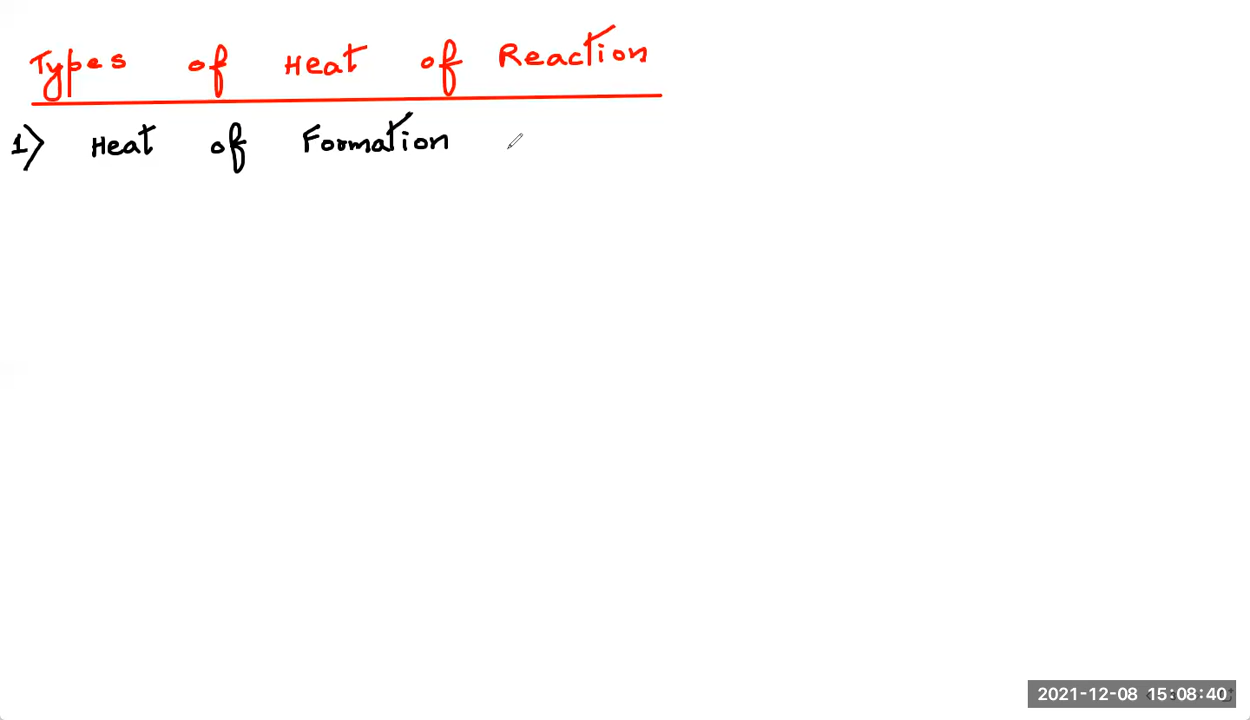 Types of Heat of Reaction
1) Heat of Formation
2021-12-08 15:08:40